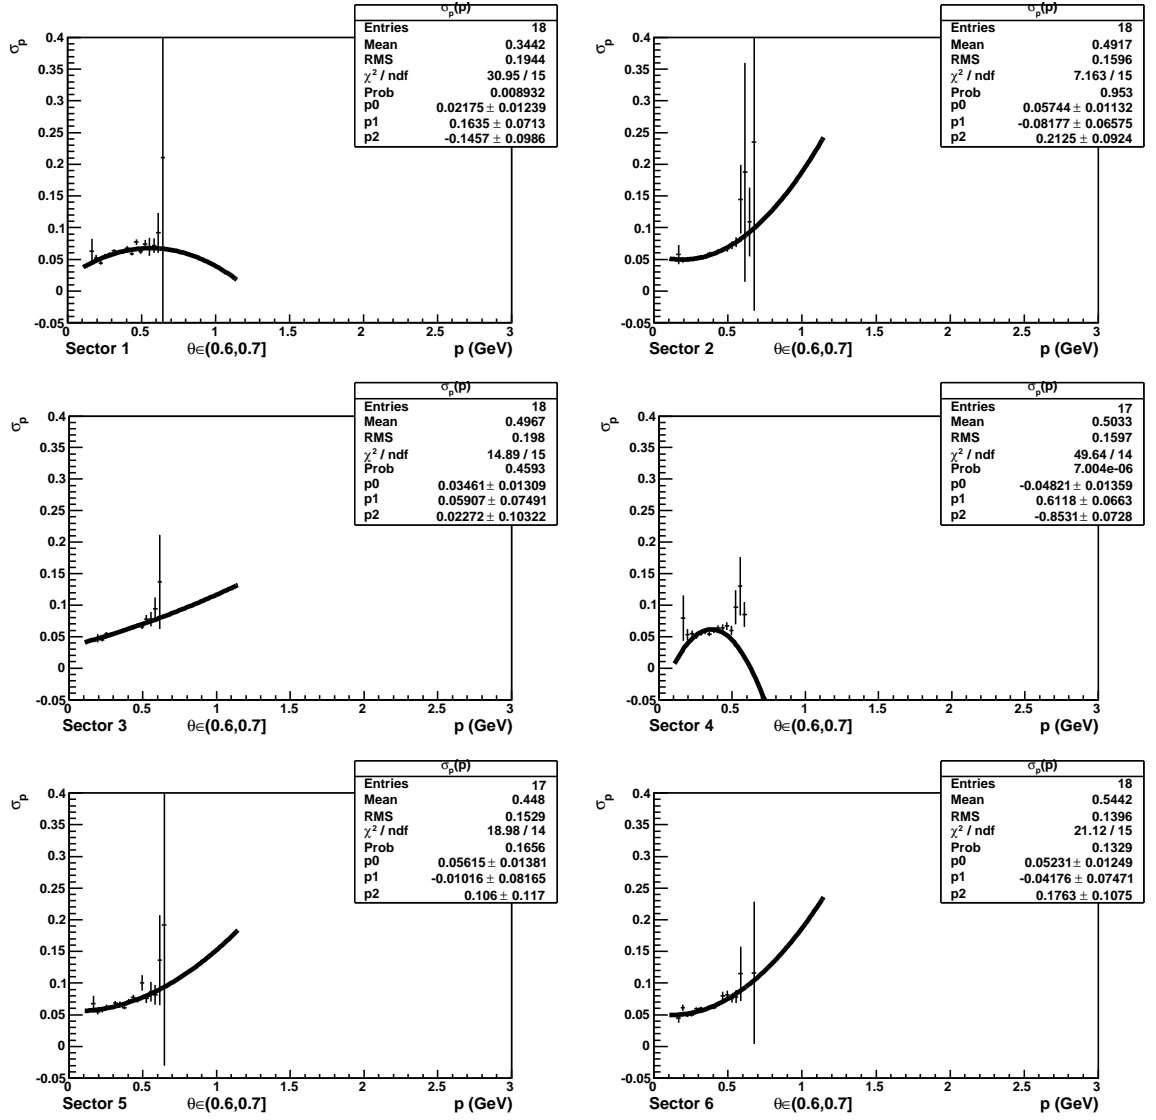 σp(p)
Entries 18
Mean 0.3442
RMS 0.1944
χ² / ndf 30.95 / 15
Prob 0.008932
p0 0.02175 ± 0.01239
p1 0.1635 ± 0.0713
p2 -0.1457 ± 0.0986
σp
0.4
0.35
0.3
0.25
0.2
0.15
0.1
0.05
0
-0.05
0 0.5 1 1.5 2 2.5 3
Sector 1 θ∈(0.6,0.7] p (GeV)
σp(p)
Entries 18
Mean 0.4917
RMS 0.1596
χ² / ndf 7.163 / 15
Prob 0.953
p0 0.05744 ± 0.01132
p1 -0.08177 ± 0.06575
p2 0.2125 ± 0.0924
σp
0.4
0.35
0.3
0.25
0.2
0.15
0.1
0.05
0
-0.05
0 0.5 1 1.5 2 2.5 3
Sector 2 θ∈(0.6,0.7] p (GeV)
σp(p)
Entries 18
Mean 0.4967
RMS 0.198
χ² / ndf 14.89 / 15
Prob 0.4593
p0 0.03461 ± 0.01309
p1 0.05907 ± 0.07491
p2 0.02272 ± 0.10322
σp
0.4
0.35
0.3
0.25
0.2
0.15
0.1
0.05
0
-0.05
0 0.5 1 1.5 2 2.5 3
Sector 3 θ∈(0.6,0.7] p (GeV)
σp(p)
Entries 17
Mean 0.5033
RMS 0.1597
χ² / ndf 49.64 / 14
Prob 7.004e-06
p0 -0.04821 ± 0.01359
p1 0.6118 ± 0.0663
p2 -0.8531 ± 0.0728
σp
0.4
0.35
0.3
0.25
0.2
0.15
0.1
0.05
0
-0.05
0 0.5 1 1.5 2 2.5 3
Sector 4 θ∈(0.6,0.7] p (GeV)
σp(p)
Entries 17
Mean 0.448
RMS 0.1529
χ² / ndf 18.98 / 14
Prob 0.1656
p0 0.05615 ± 0.01381
p1 -0.01016 ± 0.08165
p2 0.106 ± 0.117
σp
0.4
0.35
0.3
0.25
0.2
0.15
0.1
0.05
0
-0.05
0 0.5 1 1.5 2 2.5 3
Sector 5 θ∈(0.6,0.7] p (GeV)
σp(p)
Entries 18
Mean 0.5442
RMS 0.1396
χ² / ndf 21.12 / 15
Prob 0.1329
p0 0.05231 ± 0.01249
p1 -0.04176 ± 0.07471
p2 0.1763 ± 0.1075
σp
0.4
0.35
0.3
0.25
0.2
0.15
0.1
0.05
0
-0.05
0 0.5 1 1.5 2 2.5 3
Sector 6 θ∈(0.6,0.7] p (GeV)